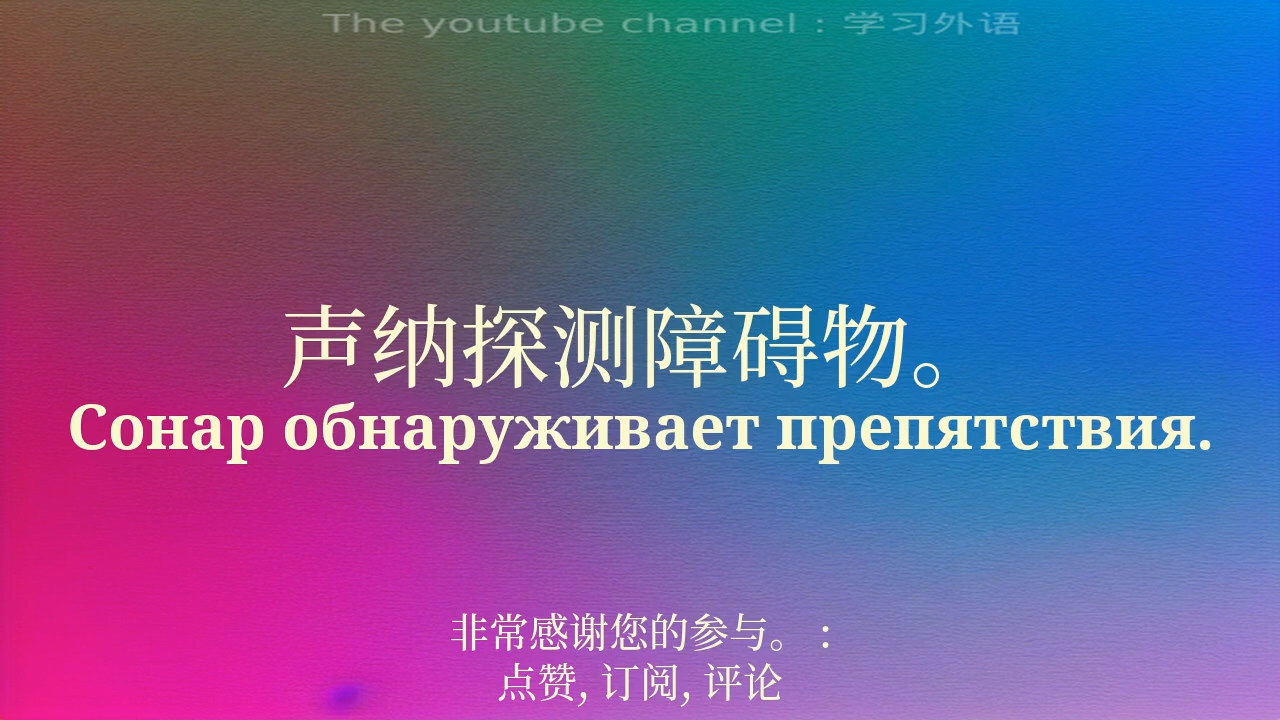 The youtube channel : 学习外语
声纳探测障碍物。
Сонар обнаруживает препятствия.
非常感谢您的参与。 :
点赞, 订阅, 评论